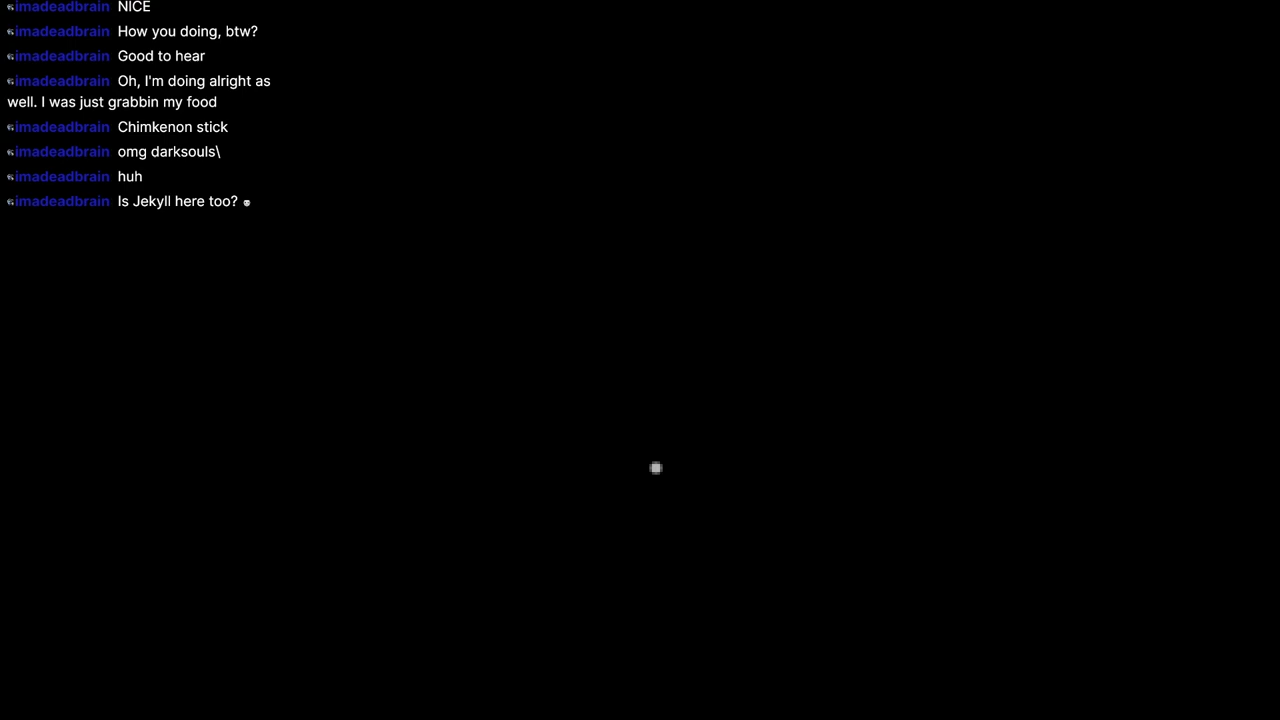 imadeadbrain NICE
imadeadbrain How you doing, btw?
imadeadbrain Good to hear
imadeadbrain Oh, I'm doing alright as
well. I was just grabbin my food
imadeadbrain Chimkenon stick
imadeadbrain omg darksouls\
imadeadbrain huh
imadeadbrain Is Jekyll here too?